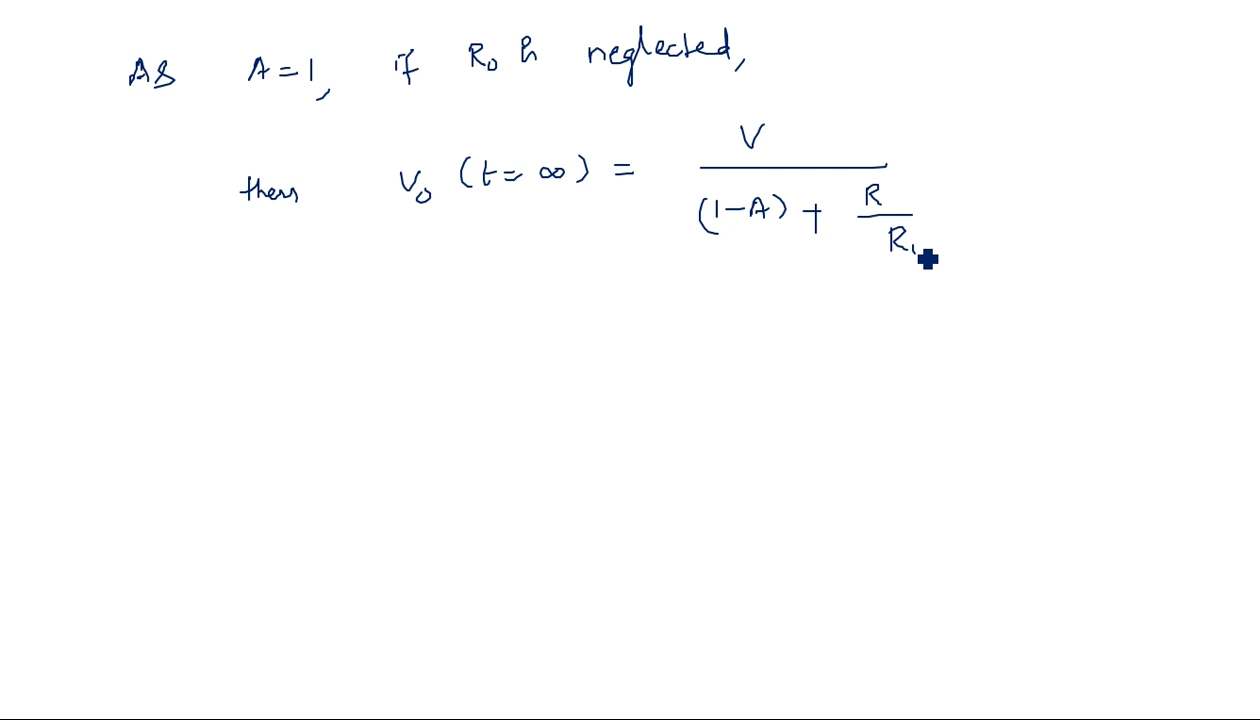 As A = 1, if R₀ is neglected,
then V₀ (t = ∞) = V / ((1-A) + R / R₁)